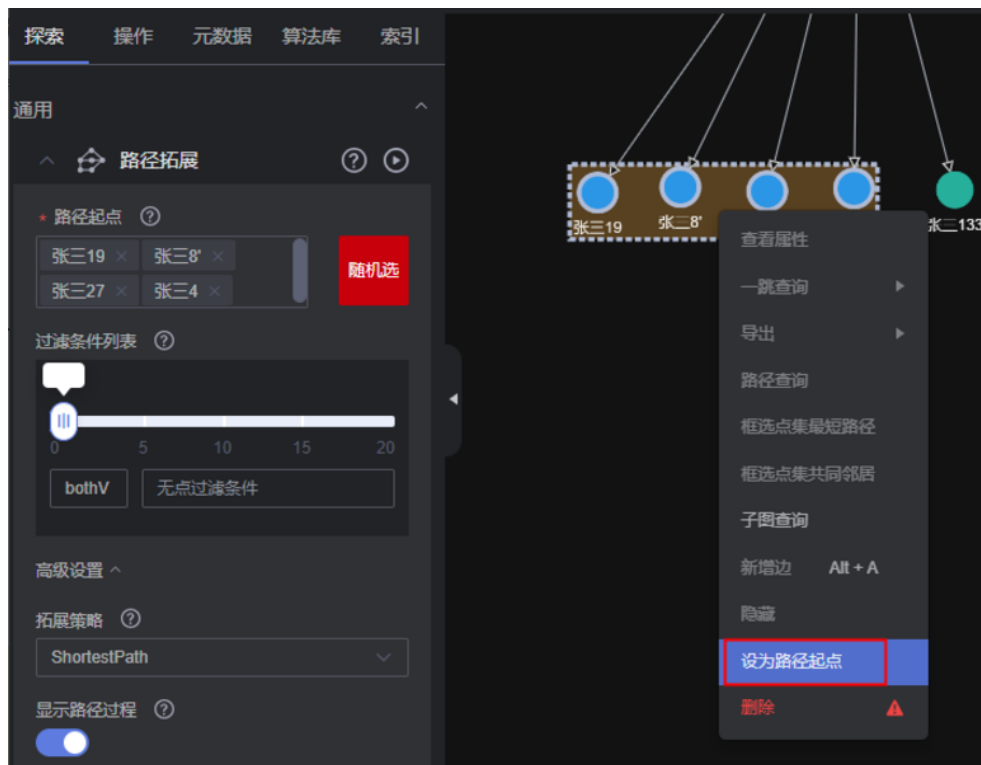 探索 操作 元数据 算法库 索引
通用
路径拓展
* 路径起点
张三19 × 张三8' ×
张三27 × 张三4 ×
随机选
过滤条件列表
0 5 10 15 20
bothV 无点过滤条件
高级设置
拓展策略
ShortestPath
显示路径过程
张三19 张三8' 张三133
查看属性
一跳查询
导出
路径查询
框选点集最短路径
框选点集共同邻居
子图查询
新增边 Alt + A
隐藏
设为路径起点
删除